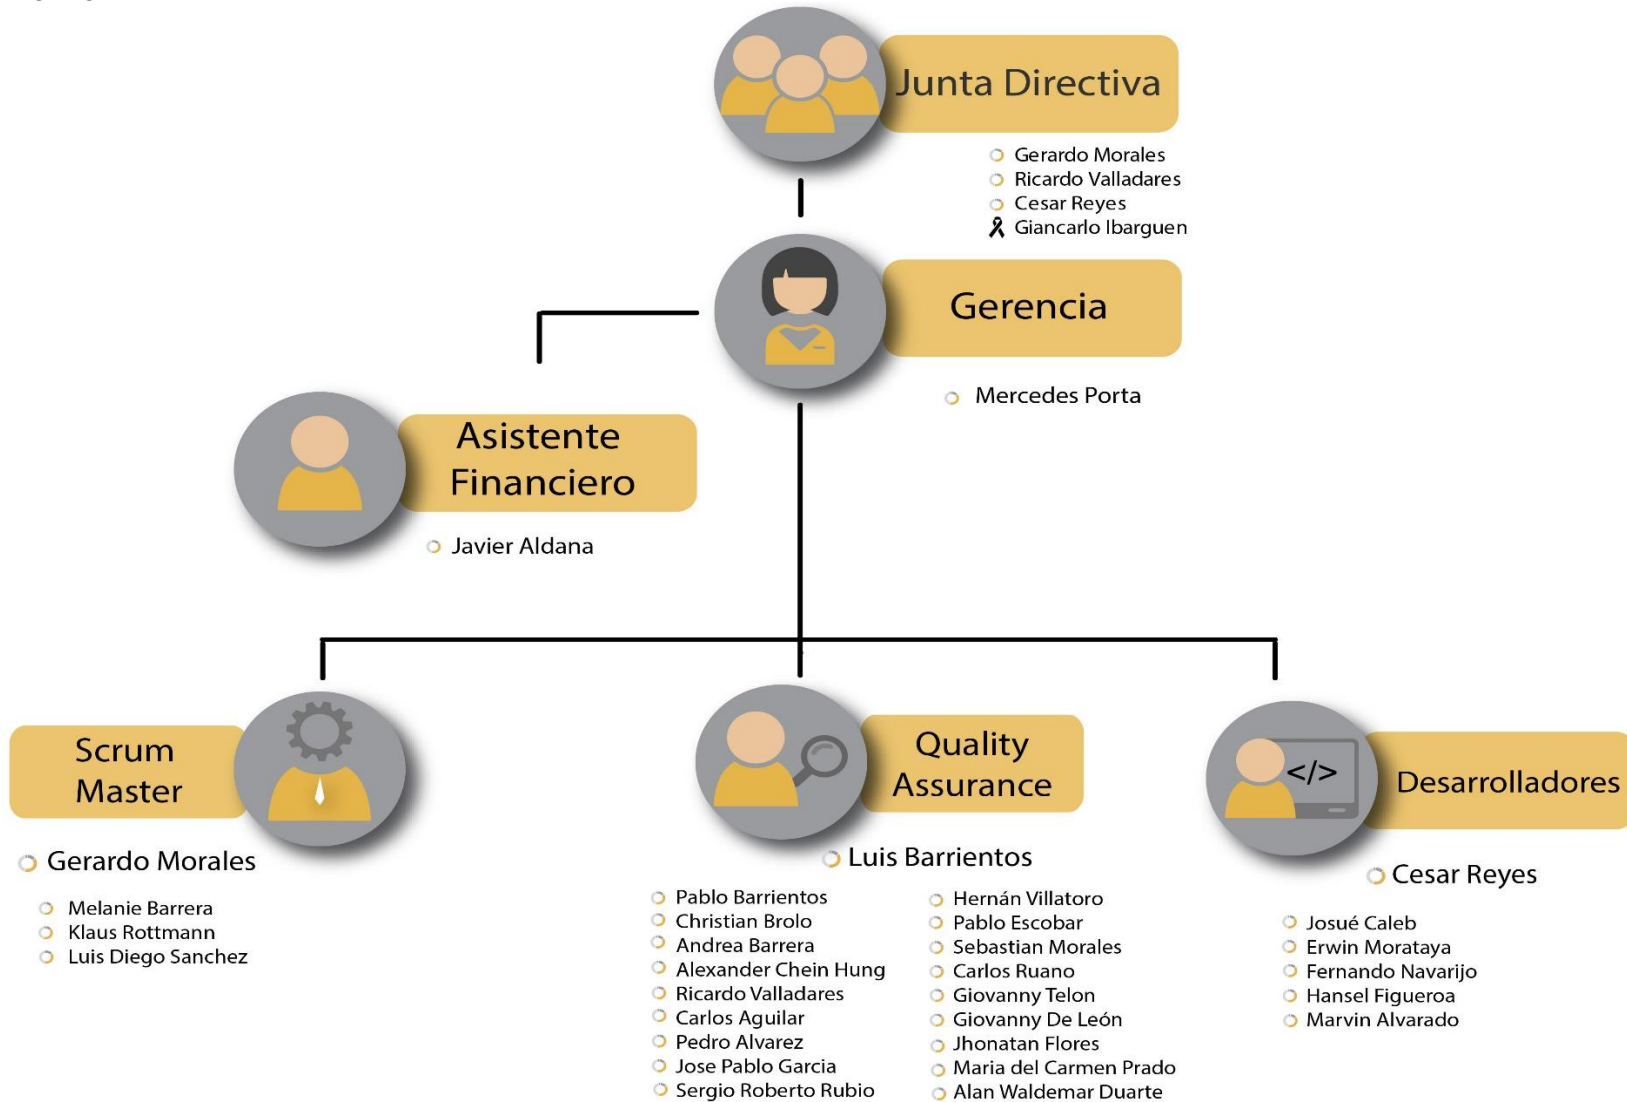 Junta Directiva
Gerardo Morales
Ricardo Valladares
Cesar Reyes
Giancarlo Ibarguen
Gerencia
Mercedes Porta
Asistente
Financiero
Javier Aldana
Scrum
Master
Gerardo Morales
Melanie Barrera
Klaus Rottmann
Luis Diego Sanchez
Quality
Assurance
Luis Barrientos
Pablo Barrientos
Christian Brolo
Andrea Barrera
Alexander Chein Hung
Ricardo Valladares
Carlos Aguilar
Pedro Alvarez
Jose Pablo Garcia
Sergio Roberto Rubio
Hernán Villatoro
Pablo Escobar
Sebastian Morales
Carlos Ruano
Giovanny Telon
Giovanny De León
Jhonatan Flores
Maria del Carmen Prado
Alan Waldemar Duarte
</>
Desarrolladores
Cesar Reyes
Josué Caleb
Erwin Morataya
Fernando Navarijo
Hansel Figueroa
Marvin Alvarado